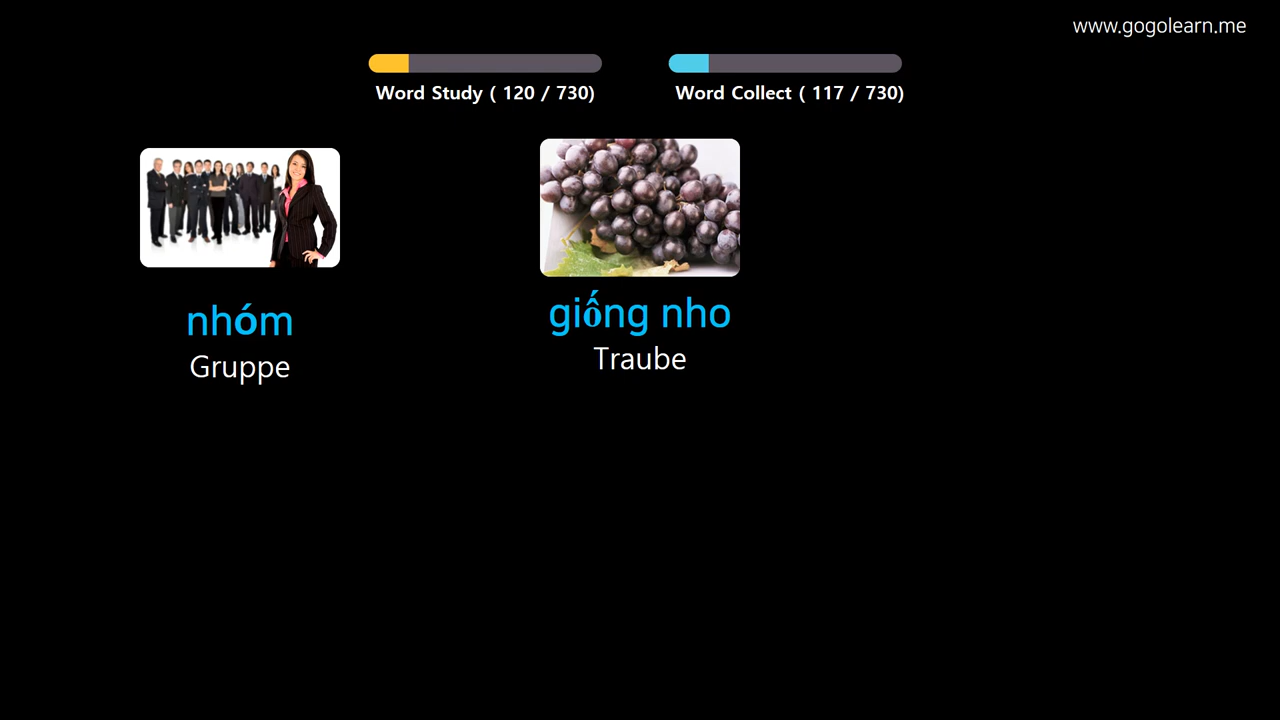 www.gogolearn.me
Word Study ( 120 / 730)
Word Collect ( 117 / 730)
nhóm
Gruppe
giống nho
Traube